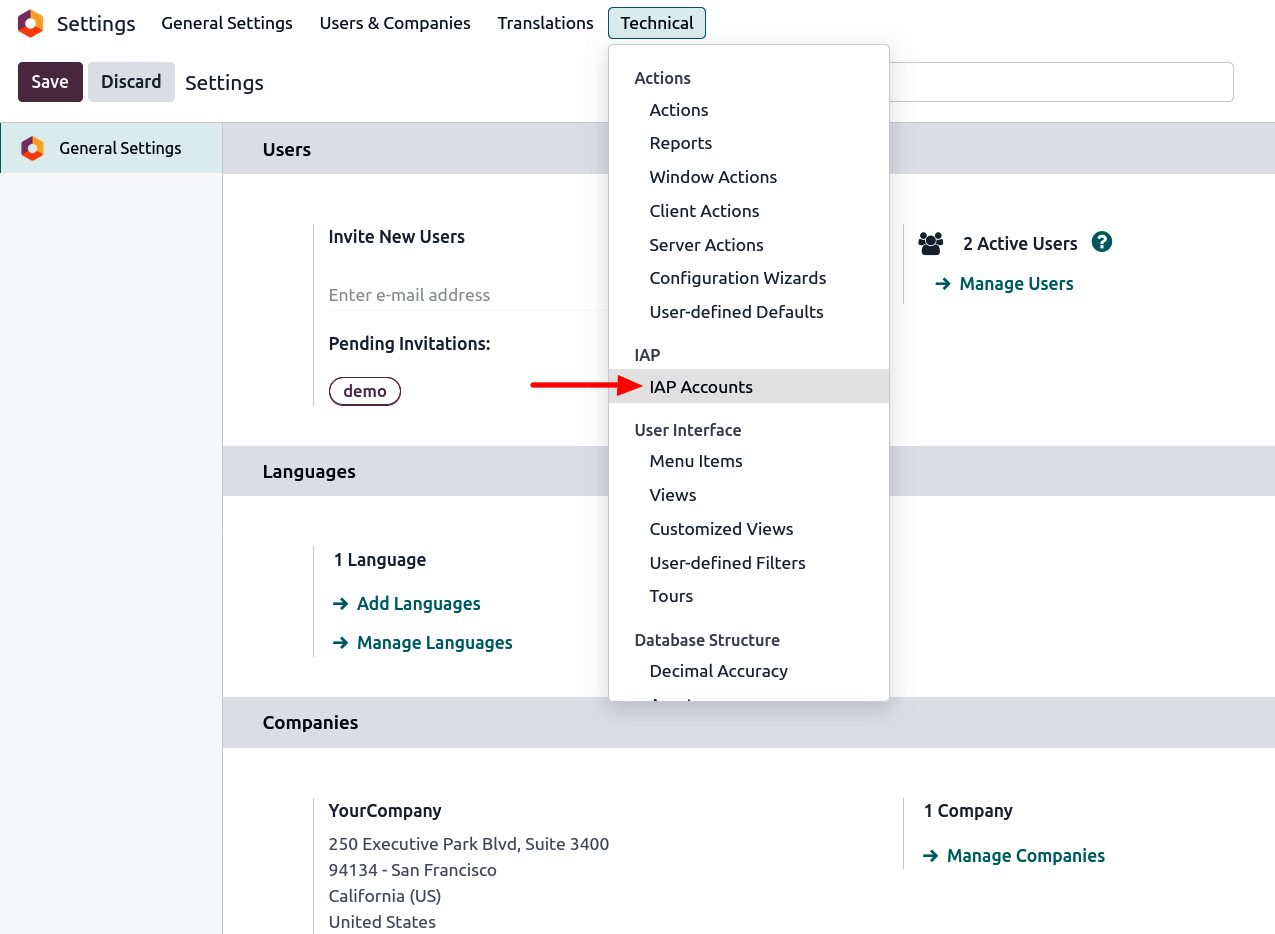 Settings
General Settings
Users & Companies
Translations
Technical
Save
Discard
Settings
General Settings
Actions
Actions
Reports
Window Actions
Client Actions
Server Actions
Configuration Wizards
User-defined Defaults
IAP
IAP Accounts
User Interface
Menu Items
Views
Customized Views
User-defined Filters
Tours
Database Structure
Decimal Accuracy
Users
Invite New Users
Enter e-mail address
Pending Invitations:
demo
2 Active Users
?
Manage Users
Languages
1 Language
Add Languages
Manage Languages
Companies
YourCompany
250 Executive Park Blvd, Suite 3400
94134 - San Francisco
California (US)
United States
1 Company
Manage Companies